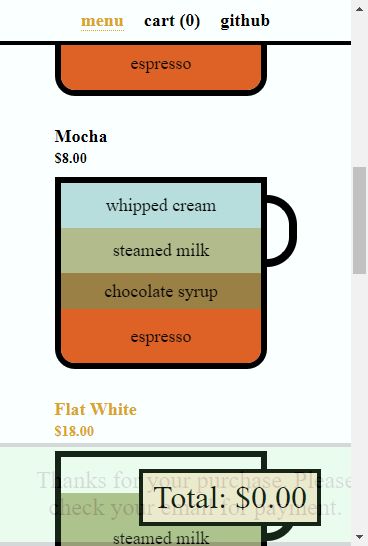 menu cart (0) github
espresso
Mocha
$8.00
whipped cream
steamed milk
chocolate syrup
espresso
Flat White
$18.00
Thanks for your purchase. Please
check your email for payment.
Total: $0.00
steamed milk